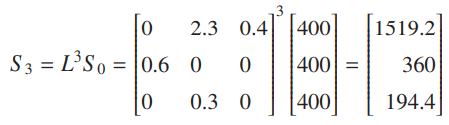 S₃ = L³S₀ = [0 2.3 0.4; 0.6 0 0; 0 0.3 0]³ [400; 400; 400] = [1519.2; 360; 194.4]